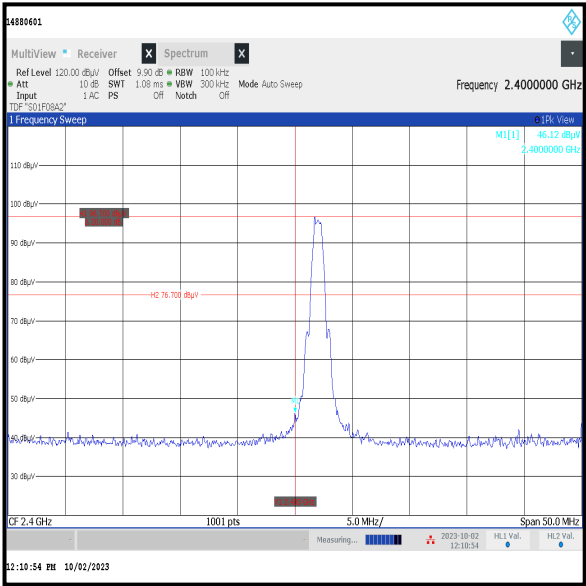 14880601
MultiView Receiver X Spectrum X
Ref Level 120.00 dBµV Offset 9.90 dB RBW 100 kHz
Att 10 dB SWT 1.08 ms VBW 300 kHz Mode Auto Sweep
Input 1 AC PS Off Notch Off
Frequency 2.4000000 GHz
TDF "S01F08A2"
1 Frequency Sweep 1Pk View
M1[1] 46.12 dBµV
2.4000000 GHz
110 dBµV
100 dBµV
90 dBµV
80 dBµV
H2 76.700 dBµV
70 dBµV
60 dBµV
50 dBµV
40 dBµV
30 dBµV
CF 2.4 GHz 1001 pts 5.0 MHz/ Span 50.0 MHz
Measuring... 2023-10-02 HL1 Val. HL2 Val.
12:10:54
12:10:54 PM 10/02/2023